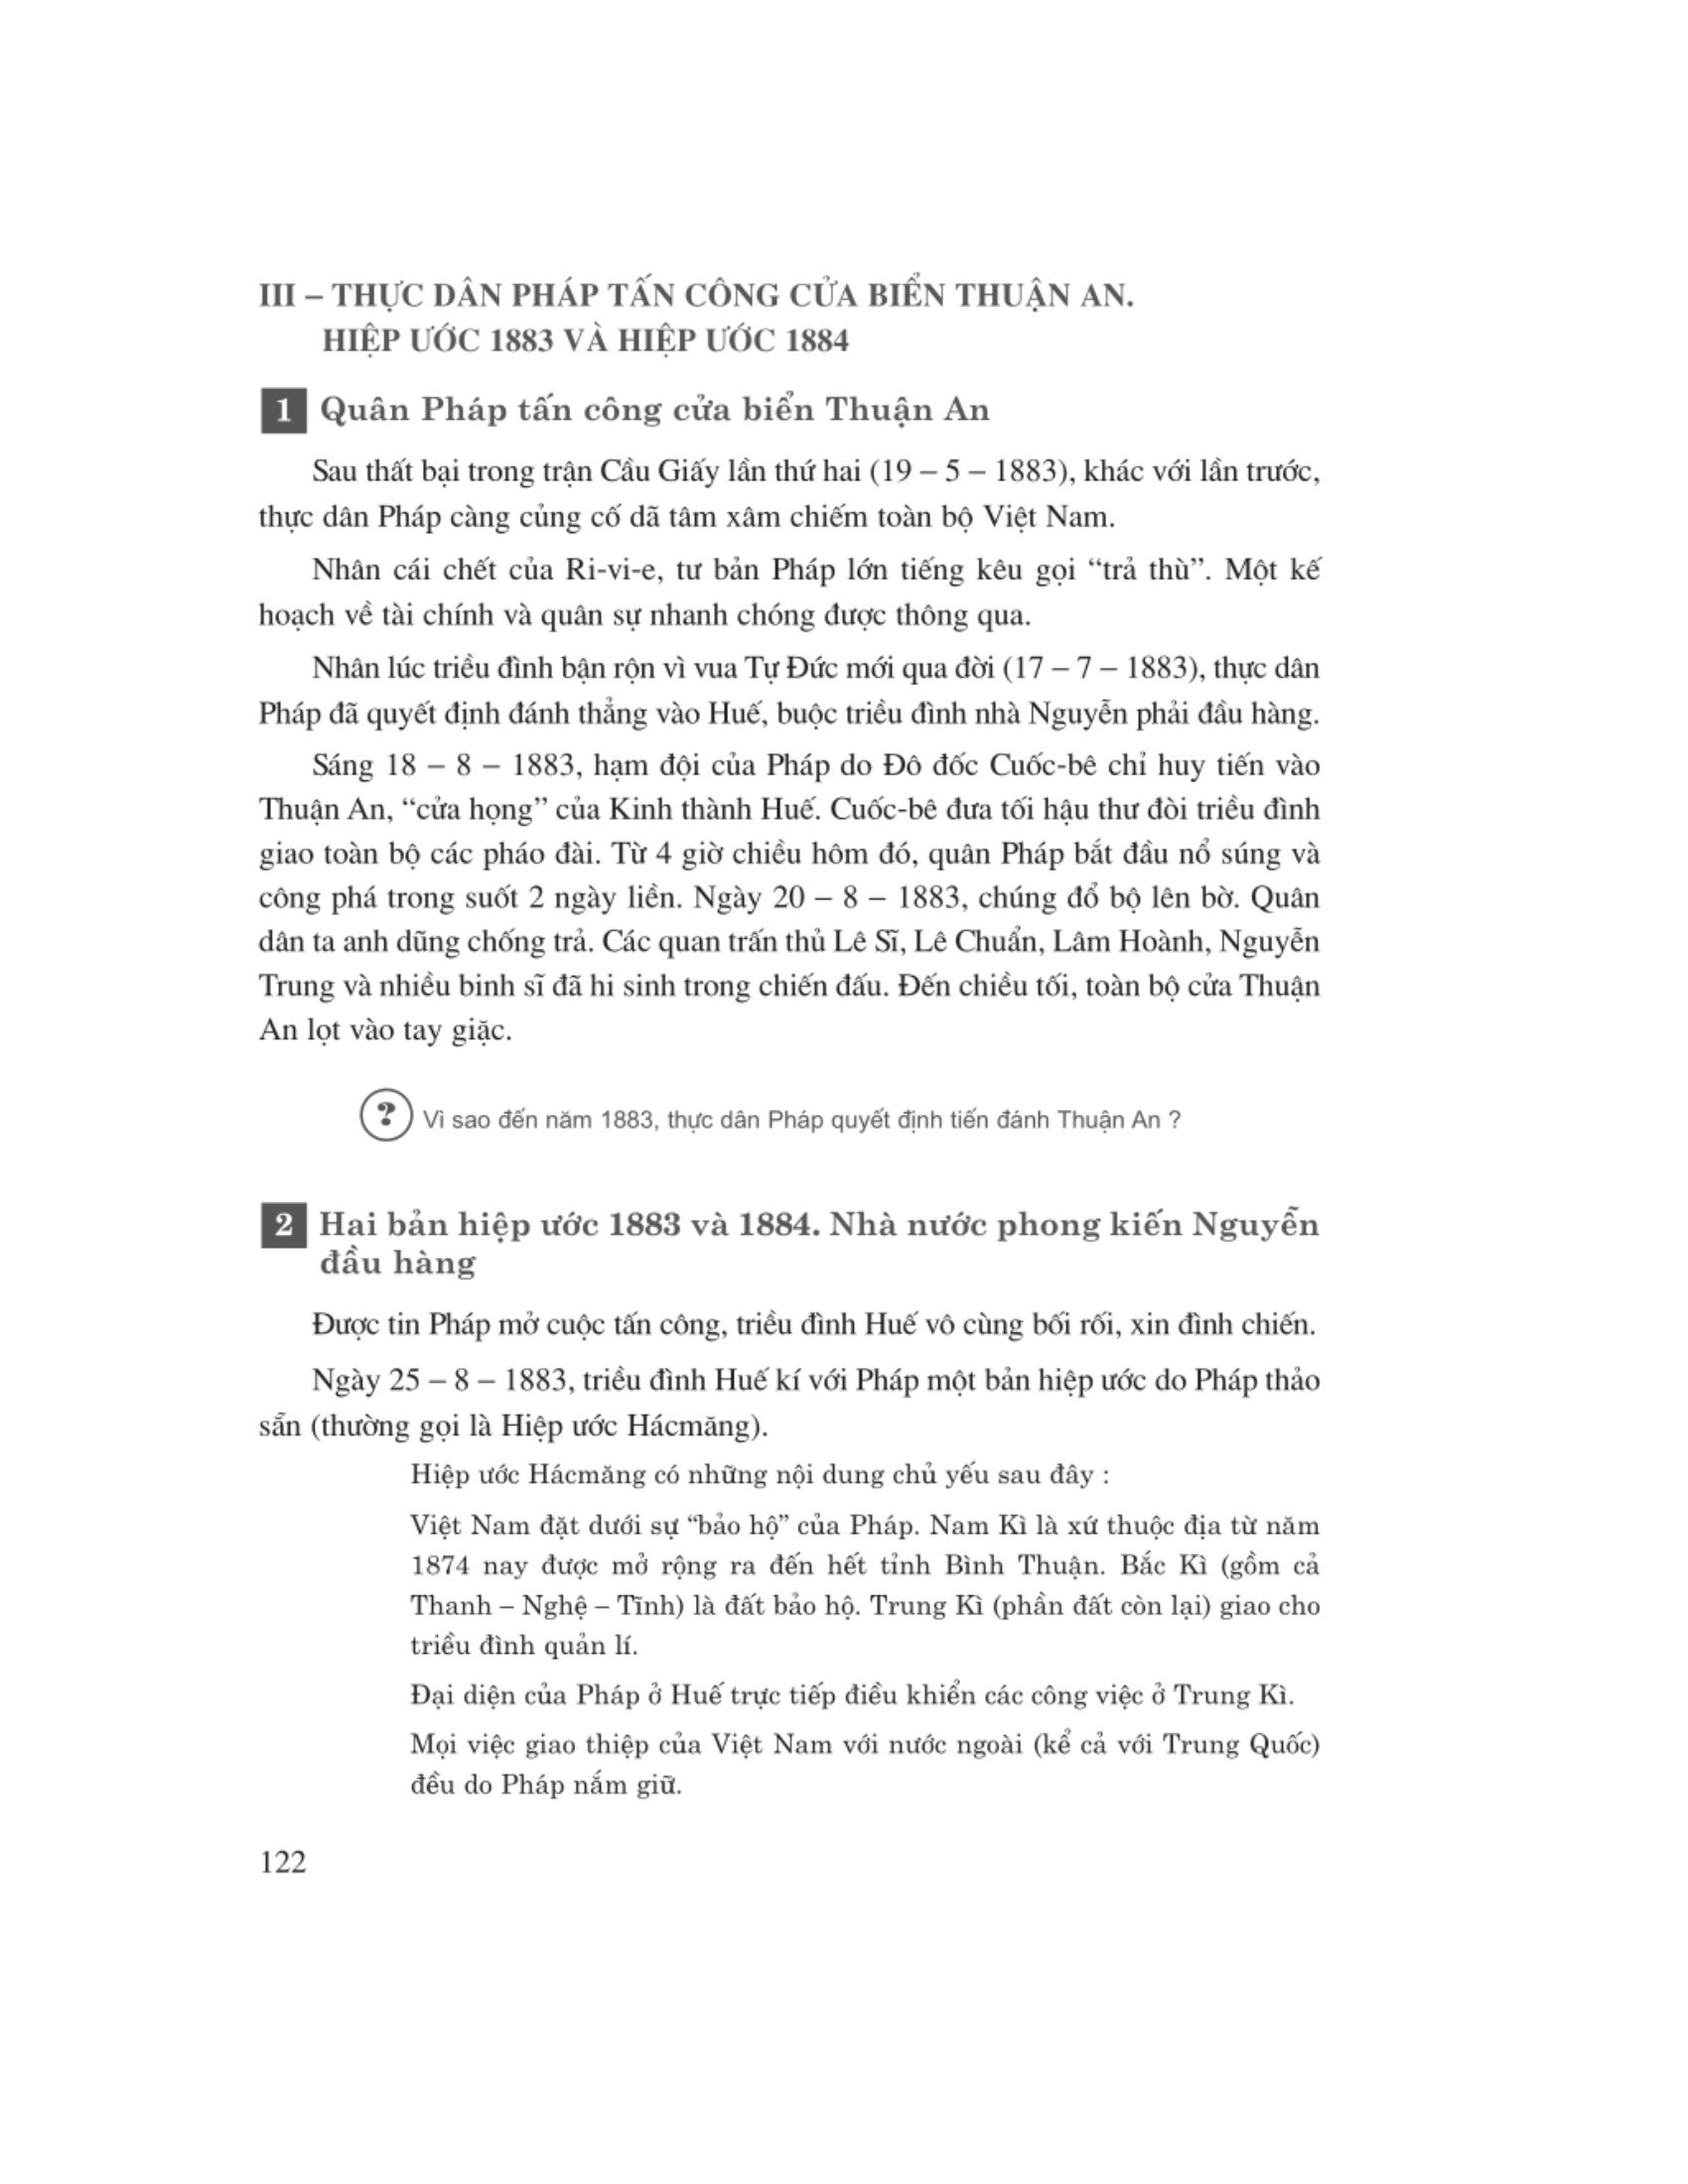 III – THỰC DÂN PHÁP TẤN CÔNG CỬA BIỂN THUẬN AN.
HIỆP ƯỚC 1883 VÀ HIỆP ƯỚC 1884
1 Quân Pháp tấn công cửa biển Thuận An
Sau thất bại trong trận Cầu Giấy lần thứ hai (19 – 5 – 1883), khác với lần trước,
thực dân Pháp càng củng cố dã tâm xâm chiếm toàn bộ Việt Nam.
Nhân cái chết của Ri-vi-e, tư bản Pháp lớn tiếng kêu gọi “trả thù”. Một kế
hoạch về tài chính và quân sự nhanh chóng được thông qua.
Nhân lúc triều đình bận rộn vì vua Tự Đức mới qua đời (17 – 7 – 1883), thực dân
Pháp đã quyết định đánh thẳng vào Huế, buộc triều đình nhà Nguyễn phải đầu hàng.
Sáng 18 – 8 – 1883, hạm đội của Pháp do Đô đốc Cuốc-bê chỉ huy tiến vào
Thuận An, “cửa họng” của Kinh thành Huế. Cuốc-bê đưa tối hậu thư đòi triều đình
giao toàn bộ các pháo đài. Từ 4 giờ chiều hôm đó, quân Pháp bắt đầu nổ súng và
công phá trong suốt 2 ngày liền. Ngày 20 – 8 – 1883, chúng đổ bộ lên bờ. Quân
dân ta anh dũng chống trả. Các quan trấn thủ Lê Sĩ, Lê Chuẩn, Lâm Hoành, Nguyễn
Trung và nhiều binh sĩ đã hi sinh trong chiến đấu. Đến chiều tối, toàn bộ cửa Thuận
An lọt vào tay giặc.
? Vì sao đến năm 1883, thực dân Pháp quyết định tiến đánh Thuận An ?
2 Hai bản hiệp ước 1883 và 1884. Nhà nước phong kiến Nguyễn
đầu hàng
Được tin Pháp mở cuộc tấn công, triều đình Huế vô cùng bối rối, xin đình chiến.
Ngày 25 – 8 – 1883, triều đình Huế kí với Pháp một bản hiệp ước do Pháp thảo
sẵn (thường gọi là Hiệp ước Hácmăng).
Hiệp ước Hácmăng có những nội dung chủ yếu sau đây :
Việt Nam đặt dưới sự “bảo hộ” của Pháp. Nam Kì là xứ thuộc địa từ năm
1874 nay được mở rộng ra đến hết tỉnh Bình Thuận. Bắc Kì (gồm cả
Thanh – Nghệ – Tĩnh) là đất bảo hộ. Trung Kì (phần đất còn lại) giao cho
triều đình quản lí.
Đại diện của Pháp ở Huế trực tiếp điều khiển các công việc ở Trung Kì.
Mọi việc giao thiệp của Việt Nam với nước ngoài (kể cả với Trung Quốc)
đều do Pháp nắm giữ.
122